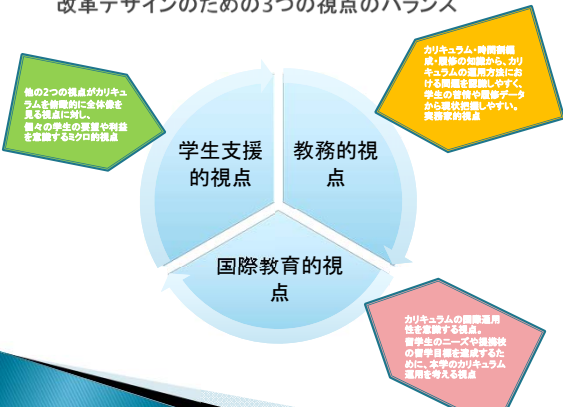 改革デザインのための3つの視点のバランス
他の2つの視点がカリキュ
ラムを俯瞰的に全体像を
見る視点に対し、
個々の学生の要望や利益
を意識するミクロ的視点
カリキュラム・時間割編
成・履修の知識から、カリ
キュラムの運用方法にお
ける問題を認識しやすく、
学生の苦情や履修データ
から現状把握しやすい。
実務家的視点
学生支援
的視点
教務的視
点
国際教育的視
点
カリキュラムの国際通用
性を意識する視点。
留学生のニーズや提携校
の留学目標を達成するた
めに、本学のカリキュラム
運用を考える視点